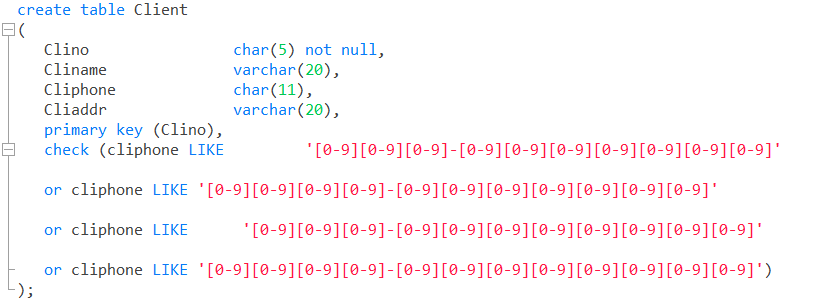 create table Client
(
Clino char(5) not null,
Cliname varchar(20),
Cliphone char(11),
Cliaddr varchar(20),
primary key (Clino),
check (cliphone LIKE '[0-9][0-9][0-9]-[0-9][0-9][0-9][0-9][0-9][0-9][0-9]'
or cliphone LIKE '[0-9][0-9][0-9][0-9]-[0-9][0-9][0-9][0-9][0-9][0-9][0-9]'
or cliphone LIKE '[0-9][0-9][0-9]-[0-9][0-9][0-9][0-9][0-9][0-9][0-9][0-9]'
or cliphone LIKE '[0-9][0-9][0-9][0-9]-[0-9][0-9][0-9][0-9][0-9][0-9][0-9][0-9]')
);